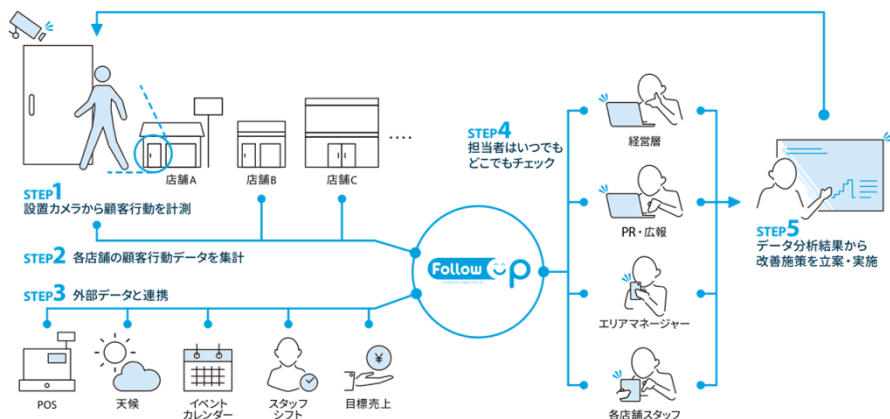 STEP1
設置カメラから顧客行動を計測
店舗A
店舗B
店舗C
....
STEP2 各店舗の顧客行動データを集計
STEP3 外部データと連携
POS
天候
イベント
カレンダー
スタッフ
シフト
¥
目標売上
Follow UP
STEP4
担当者はいつでも
どこでもチェック
経営層
PR・広報
エリアマネージャー
各店舗スタッフ
STEP5
データ分析結果から
改善施策を立案・実施